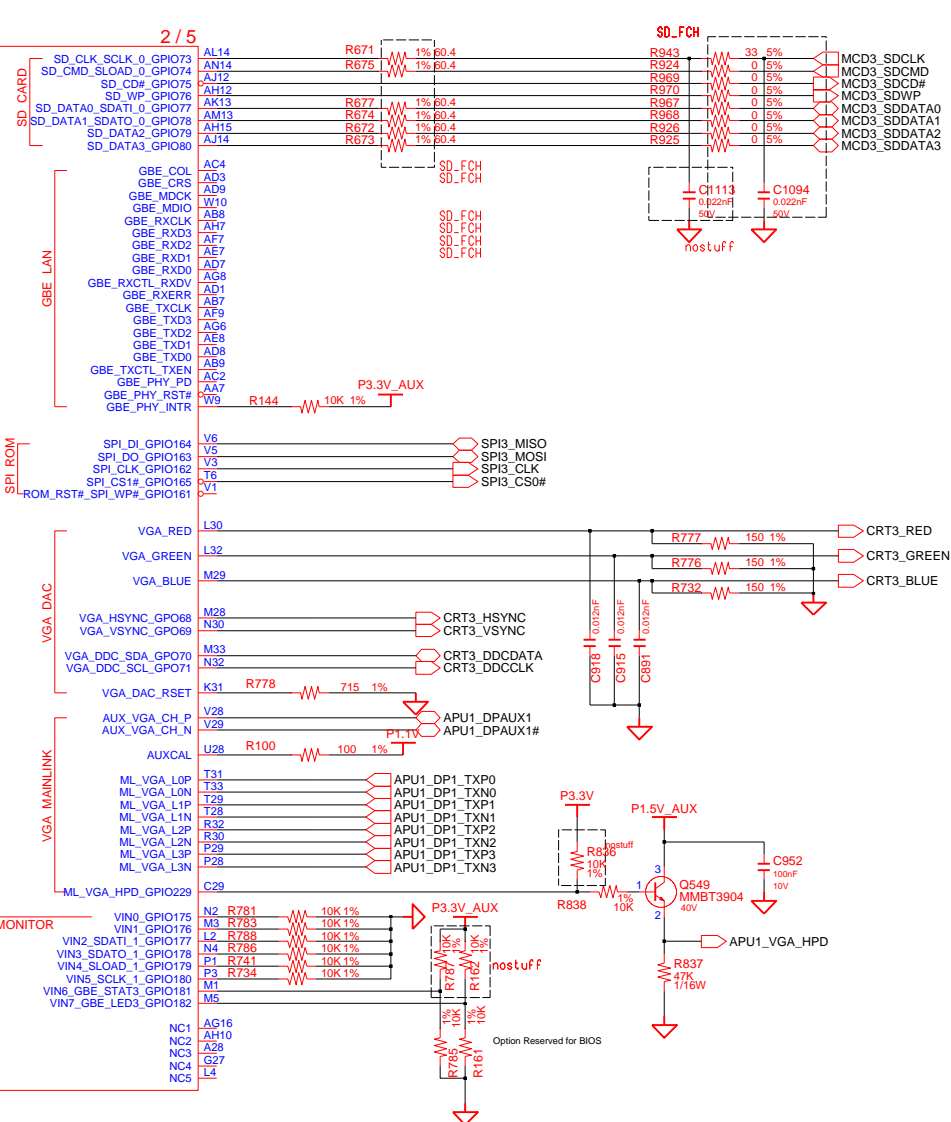 2 / 5
SD_FCH
SD_CARD
SD_CLK_SCLK_0_GPIO73 AL14 R671 1% 60.4 R943 33 5% MCD3_SDCLK
SD_CMD_SLOAD_0_GPIO74 AN14 R675 1% 60.4 R924 0 5% MCD3_SDCMD
SD_CD#_GPIO75 AJ12 R969 0 5% MCD3_SDCD#
SD_WP_GPIO76 AH12 R970 0 5% MCD3_SDWP
SD_DATA0_SDATI_0_GPIO77 AK13 R677 1% 60.4 R967 0 5% MCD3_SDDATA0
SD_DATA1_SDATO_0_GPIO78 AM13 R674 1% 60.4 R968 0 5% MCD3_SDDATA1
SD_DATA2_GPIO79 AH15 R672 1% 60.4 R926 0 5% MCD3_SDDATA2
SD_DATA3_GPIO80 AJ14 R673 1% 60.4 R925 0 5% MCD3_SDDATA3
SD_FCH
SD_FCH
SD_FCH
SD_FCH
SD_FCH
SD_FCH
C1113
0.022nF
50V
nostuff
C1094
0.022nF
50V
GBE LAN
GBE_COL AC4
GBE_CRS AD3
GBE_MDCK AD9
GBE_MDIO W10
GBE_RXCLK AB8
GBE_RXD3 AH7
GBE_RXD2 AF7
GBE_RXD1 AE7
GBE_RXD0 AD7
GBE_RXCTL_RXDV AG8
GBE_RXERR AD1
GBE_TXCLK AB7
GBE_TXD3 AF9
GBE_TXD2 AG6
GBE_TXD1 AE8
GBE_TXD0 AD8
GBE_TXCTL_TXEN AB9
GBE_PHY_PD AC2
GBE_PHY_RST# AA7
GBE_PHY_INTR W9 R144 10K 1% P3.3V_AUX
SPI ROM
SPI_DI_GPIO164 V6 SPI3_MISO
SPI_DO_GPIO163 V5 SPI3_MOSI
SPI_CLK_GPIO162 V3 SPI3_CLK
SPI_CS1#_GPIO165 T6 SPI3_CS0#
ROM_RST#_SPI_WP#_GPIO161 V1
VGA DAC
VGA_RED L30 CRT3_RED
R777 150 1%
VGA_GREEN L32 CRT3_GREEN
R776 150 1%
VGA_BLUE M29 CRT3_BLUE
R732 150 1%
C918 0.012nF
C915 0.012nF
C891 0.012nF
VGA_HSYNC_GPO68 M28 CRT3_HSYNC
VGA_VSYNC_GPO69 N30 CRT3_VSYNC
VGA_DDC_SDA_GPO70 M33 CRT3_DDCDATA
VGA_DDC_SCL_GPO71 N32 CRT3_DDCCLK
VGA_DAC_RSET K31 R778 715 1%
VGA MAINLINK
AUX_VGA_CH_P V28 APU1_DPAUX1
AUX_VGA_CH_N V29 APU1_DPAUX1#
AUXCAL U28 R100 100 1% P1.1V
ML_VGA_L0P T31 APU1_DP1_TXP0
ML_VGA_L0N T33 APU1_DP1_TXN0
ML_VGA_L1P T29 APU1_DP1_TXP1
ML_VGA_L1N T28 APU1_DP1_TXN1
ML_VGA_L2P R32 APU1_DP1_TXP2
ML_VGA_L2N R30 APU1_DP1_TXN2
ML_VGA_L3P P29 APU1_DP1_TXP3
ML_VGA_L3N P28 APU1_DP1_TXN3
ML_VGA_HPD_GPIO229 C29
P3.3V
nostuff
R836
10K
1%
R838 1% 10K
P1.5V_AUX
3
1
2
Q549
MMBT3904
40V
C952
100nF
10V
APU1_VGA_HPD
R837
47K
1/16W
MONITOR
VIN0_GPIO175 N2 R781 10K 1%
VIN1_GPIO176 M3 R783 10K 1%
VIN2_SDATI_1_GPIO177 L2 R788 10K 1%
VIN3_SDATO_1_GPIO178 N4 R786 10K 1%
VIN4_SLOAD_1_GPIO179 P1 R741 10K 1%
VIN5_SCLK_1_GPIO180 P3 R734 10K 1%
VIN6_GBE_STAT3_GPIO181 M1
VIN7_GBE_LED3_GPIO182 M5
P3.3V_AUX
R787 10K 1%
R162 10K 1%
nostuff
R785 10K 1%
R161 10K 1%
Option Reserved for BIOS
NC1 AG16
NC2 AH10
NC3 A28
NC4 G27
NC5 L4